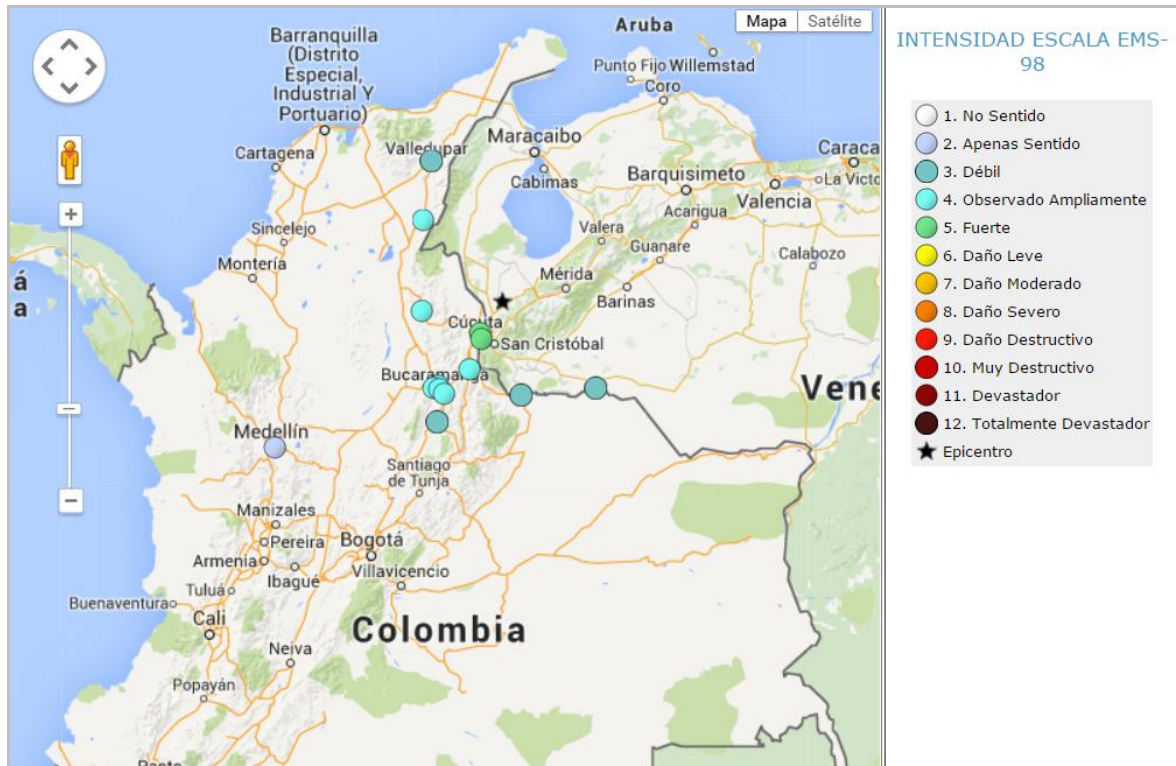 Mapa
Satélite
Aruba
Barranquilla
(Distrito
Especial,
Industrial Y
Portuario)
Punto Fijo
Willemstad
Coro
Maracaibo
Cartagena
Valledupar
Cabimas
Barquisimeto
Caraca
La Victo
Valencia
Acarigua
Sincelejo
Valera
Guanare
Calabozo
Montería
Mérida
Barinas
á
a
Cúcuta
San Cristóbal
Bucaramanga
Vene
Medellín
Santiago
de Tunja
Manizales
Pereira
Bogotá
Armenia
Ibagué
Villavicencio
Tuluá
Buenaventura
Cali
Colombia
Neiva
Popayán
Pasto
INTENSIDAD ESCALA EMS-
98
1. No Sentido
2. Apenas Sentido
3. Débil
4. Observado Ampliamente
5. Fuerte
6. Daño Leve
7. Daño Moderado
8. Daño Severo
9. Daño Destructivo
10. Muy Destructivo
11. Devastador
12. Totalmente Devastador
Epicentro